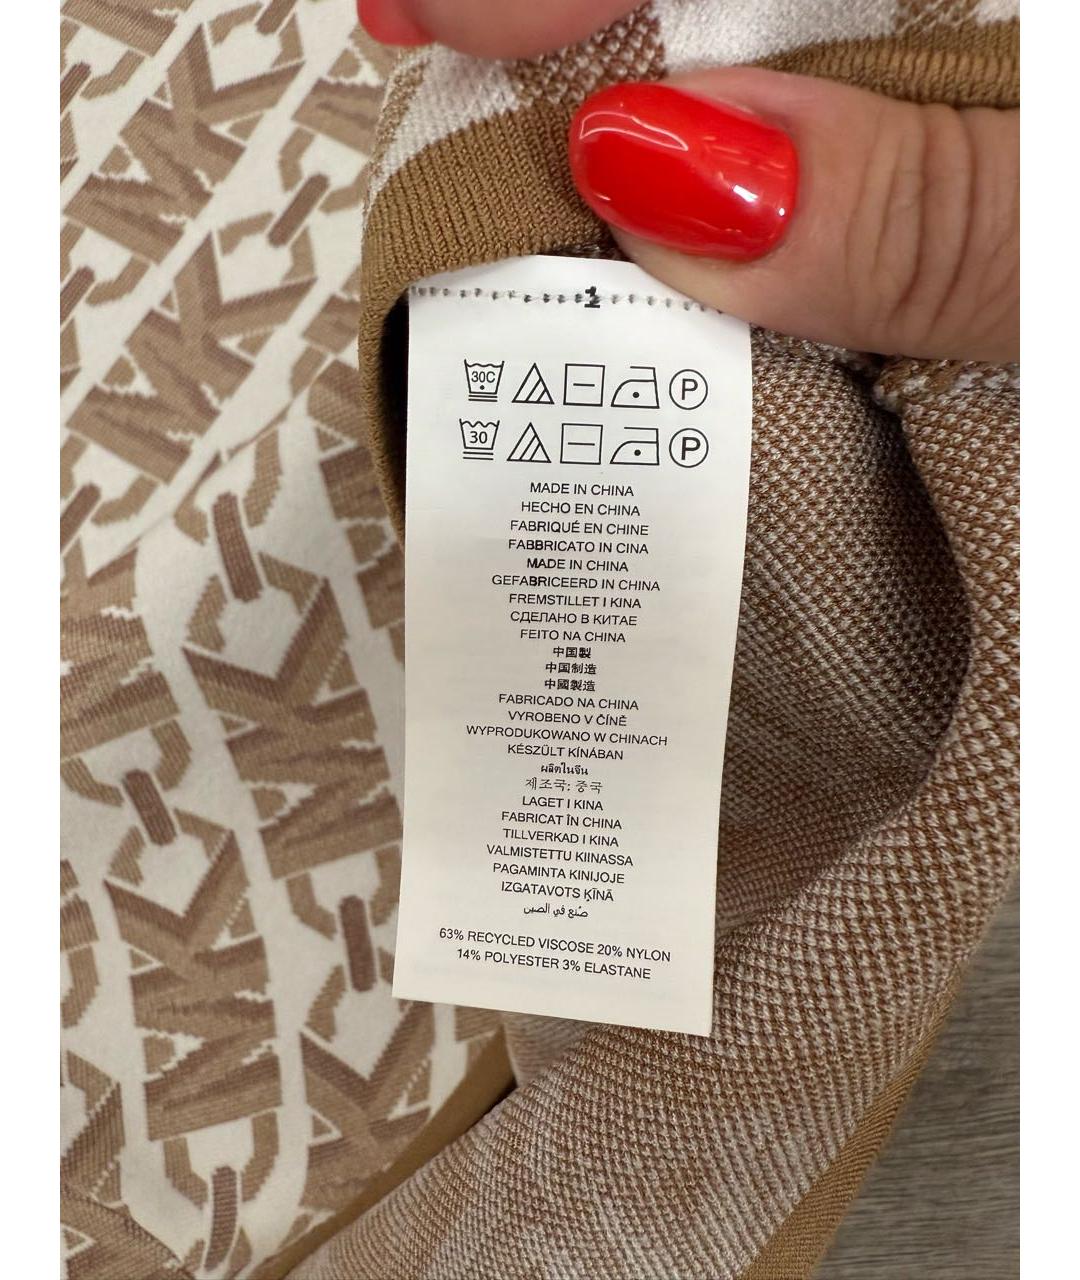 1
30C P
30 P
MADE IN CHINA
HECHO EN CHINA
FABRIQUÉ EN CHINE
FABBRICATO IN CINA
MADE IN CHINA
GEFABRICEERD IN CHINA
FREMSTILLET I KINA
СДЕЛАНО В КИТАЕ
FEITO NA CHINA
中国製
中国制造
中國製造
FABRICADO NA CHINA
VYROBENO V ČÍNĚ
WYPRODUKOWANO W CHINACH
KÉSZÜLT KÍNÁBAN
ผลิตในจีน
제조국: 중국
LAGET I KINA
FABRICAT ÎN CHINA
TILLVERKAD I KINA
VALMISTETTU KIINASSA
PAGAMINTA KINIJOJE
IZGATAVOTS ĶĪNĀ
صُنع في الصين
63% RECYCLED VISCOSE 20% NYLON
14% POLYESTER 3% ELASTANE